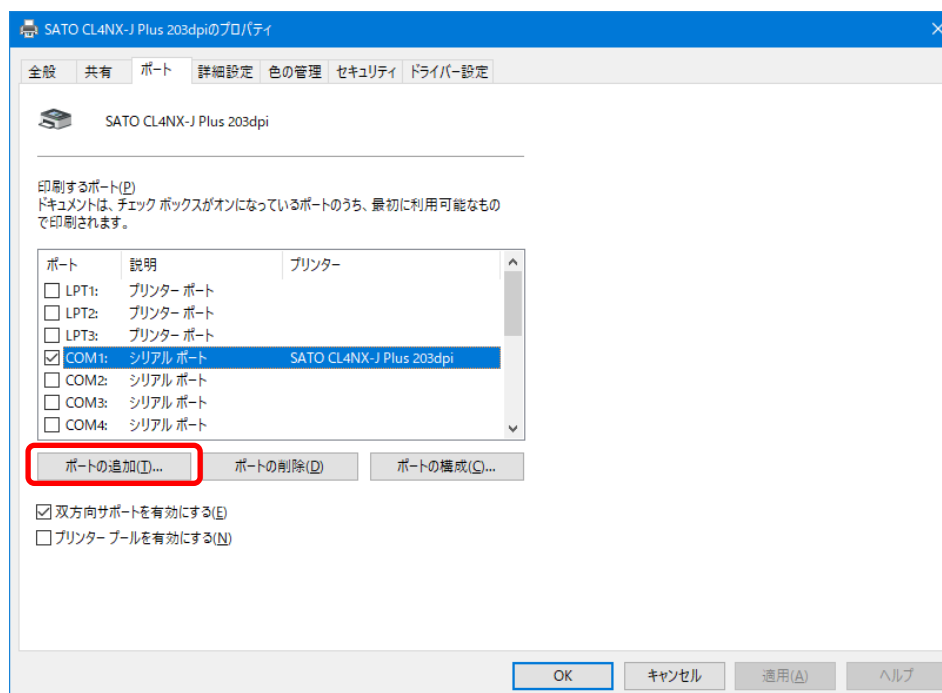 SATO CL4NX-J Plus 203dpiのプロパティ
全般 共有 ポート 詳細設定 色の管理 セキュリティ ドライバー設定
SATO CL4NX-J Plus 203dpi
印刷するポート(P)
ドキュメントは、チェック ボックスがオンになっているポートのうち、最初に利用可能なもの
で印刷されます。
ポート 説明 プリンター
LPT1: プリンター ポート
LPT2: プリンター ポート
LPT3: プリンター ポート
COM1: シリアル ポート SATO CL4NX-J Plus 203dpi
COM2: シリアル ポート
COM3: シリアル ポート
COM4: シリアル ポート
ポートの追加(T)... ポートの削除(D) ポートの構成(C)...
双方向サポートを有効にする(E)
プリンター プールを有効にする(N)
OK キャンセル 適用(A) ヘルプ